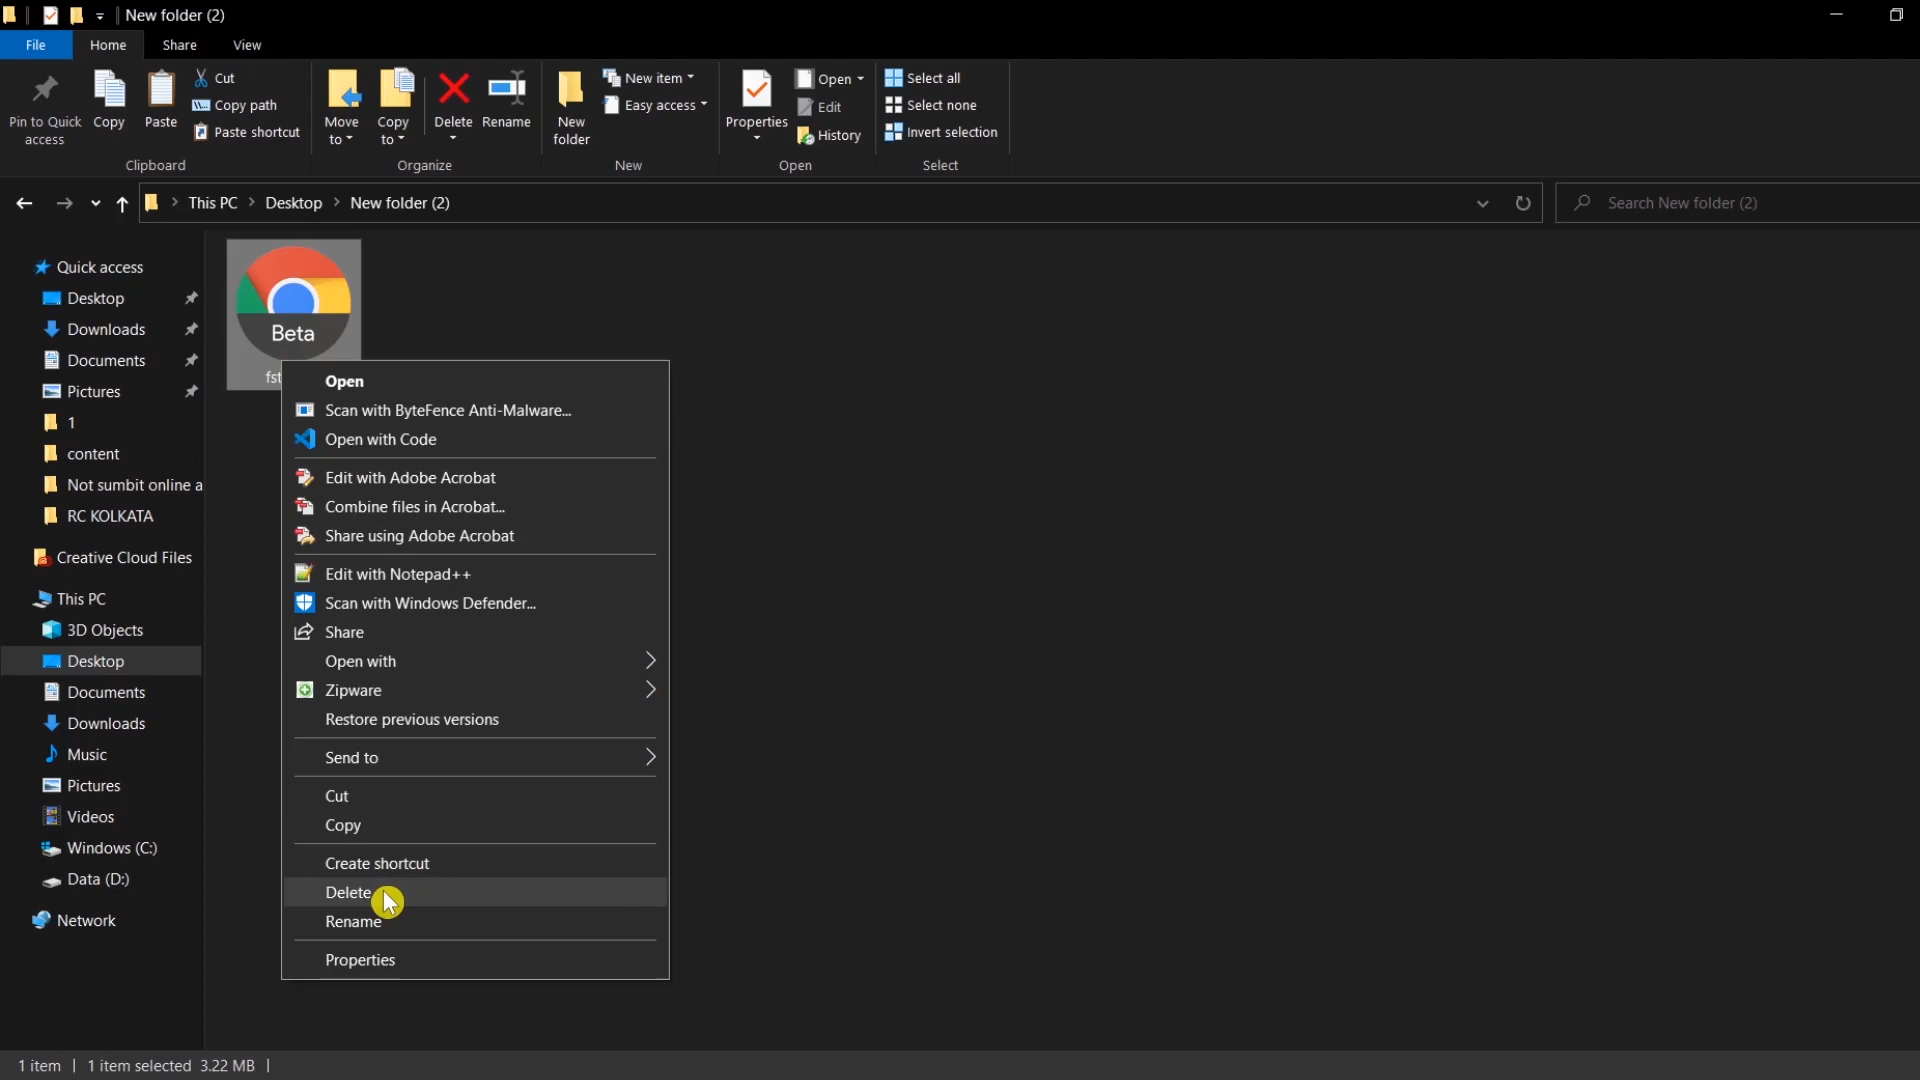 New folder (2)
File Home Share View
Pin to Quick access
Copy
Paste
Cut
Copy path
Paste shortcut
Clipboard
Move to
Copy to
Delete
Rename
Organize
New folder
New item
Easy access
New
Properties
Open
Edit
History
Open
Select all
Select none
Invert selection
Select
This PC > Desktop > New folder (2)
Search New folder (2)
Quick access
Desktop
Downloads
Documents
Pictures
1
content
Not sumbit online a
RC KOLKATA
Creative Cloud Files
This PC
3D Objects
Desktop
Documents
Downloads
Music
Pictures
Videos
Windows (C:)
Data (D:)
Network
Beta
fst
Open
Scan with ByteFence Anti-Malware...
Open with Code
Edit with Adobe Acrobat
Combine files in Acrobat...
Share using Adobe Acrobat
Edit with Notepad++
Scan with Windows Defender...
Share
Open with
Zipware
Restore previous versions
Send to
Cut
Copy
Create shortcut
Delete
Rename
Properties
1 item | 1 item selected 3.22 MB |